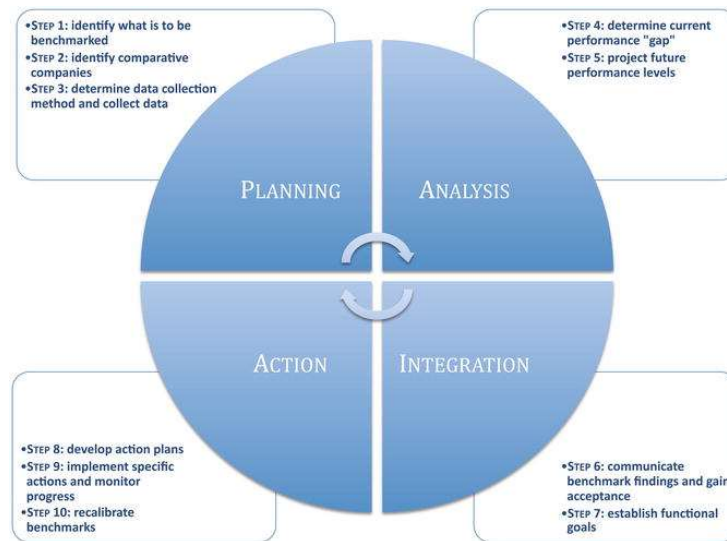 •STEP 1: identify what is to be
benchmarked
•STEP 2: identify comparative
companies
•STEP 3: determine data collection
method and collect data
•STEP 4: determine current
performance "gap"
•STEP 5: project future
performance levels
PLANNING
ANALYSIS
ACTION
INTEGRATION
•STEP 8: develop action plans
•STEP 9: implement specific
actions and monitor
progress
•STEP 10: recalibrate
benchmarks
•STEP 6: communicate
benchmark findings and gain
acceptance
•STEP 7: establish functional
goals